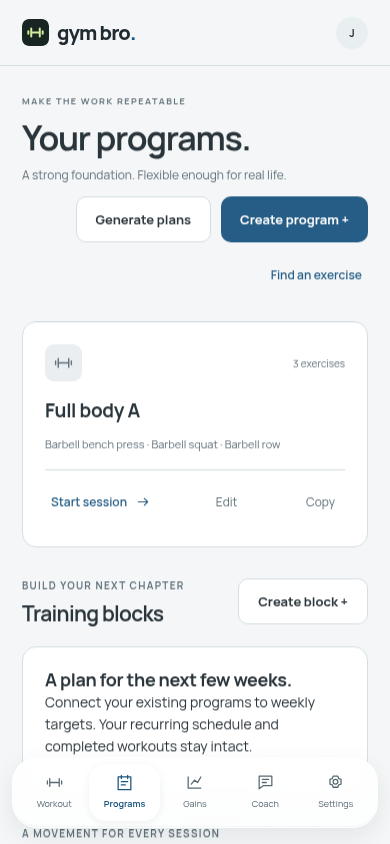 gym bro.
J
MAKE THE WORK REPEATABLE
Your programs.
A strong foundation. Flexible enough for real life.
Generate plans
Create program +
Find an exercise
3 exercises
Full body A
Barbell bench press · Barbell squat · Barbell row
Start session →
Edit
Copy
BUILD YOUR NEXT CHAPTER
Training blocks
Create block +
A plan for the next few weeks.
Connect your existing programs to weekly
targets. Your recurring schedule and
completed workouts stay intact.
Workout
Programs
Gains
Coach
Settings
A MOVEMENT FOR EVERY SESSION